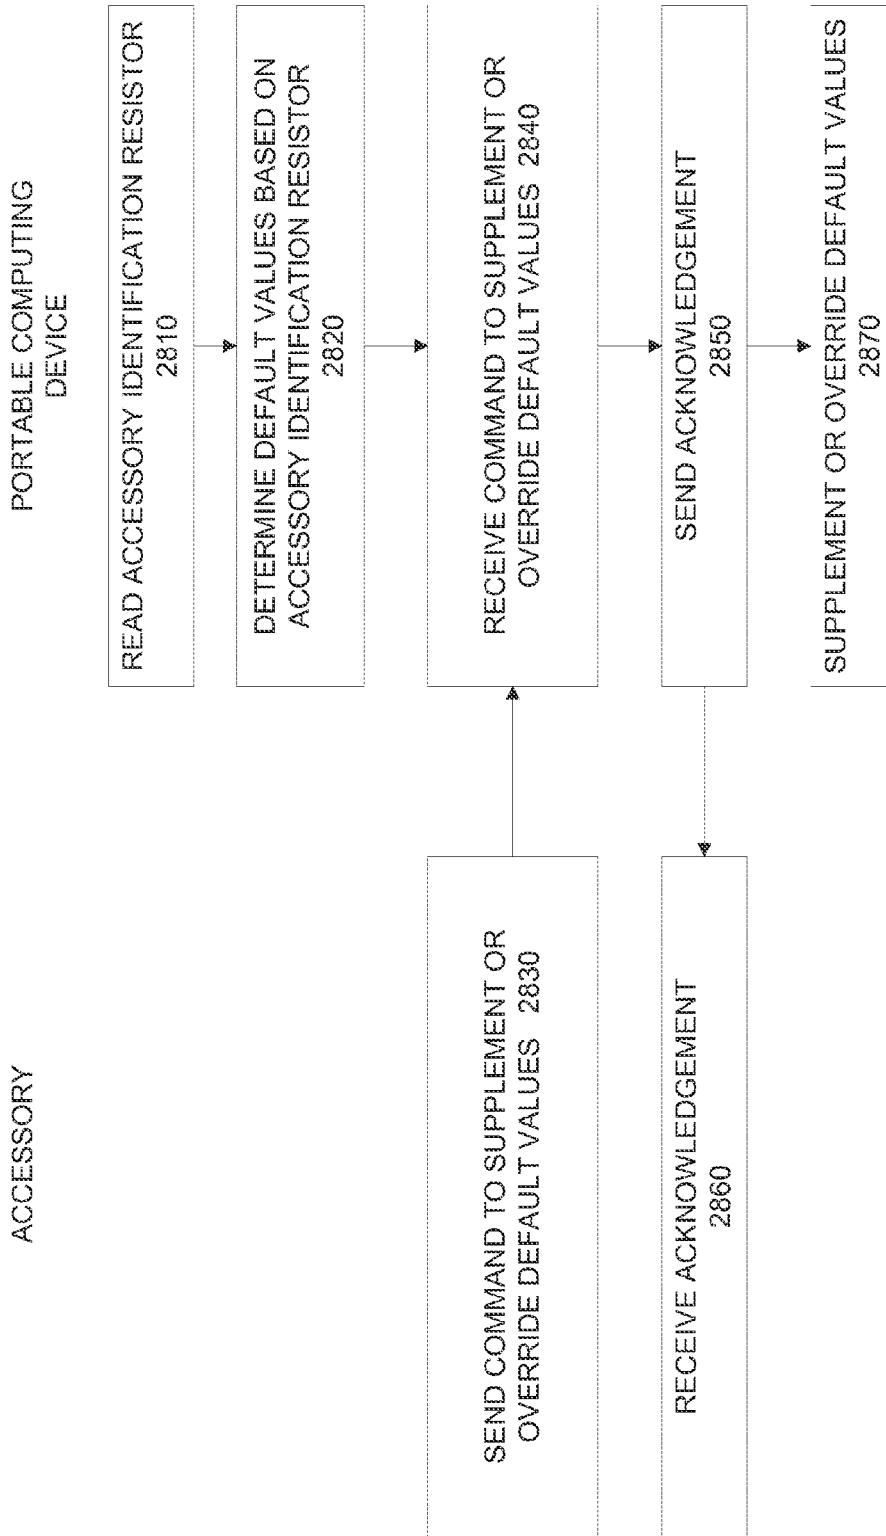 ACCESSORY
PORTABLE COMPUTING
DEVICE
READ ACCESSORY IDENTIFICATION RESISTOR
2810
DETERMINE DEFAULT VALUES BASED ON
ACCESSORY IDENTIFICATION RESISTOR
2820
SEND COMMAND TO SUPPLEMENT OR
OVERRIDE DEFAULT VALUES 2830
RECEIVE COMMAND TO SUPPLEMENT OR
OVERRIDE DEFAULT VALUES 2840
RECEIVE ACKNOWLEDGEMENT
2860
SEND ACKNOWLEDGEMENT
2850
SUPPLEMENT OR OVERRIDE DEFAULT VALUES
2870